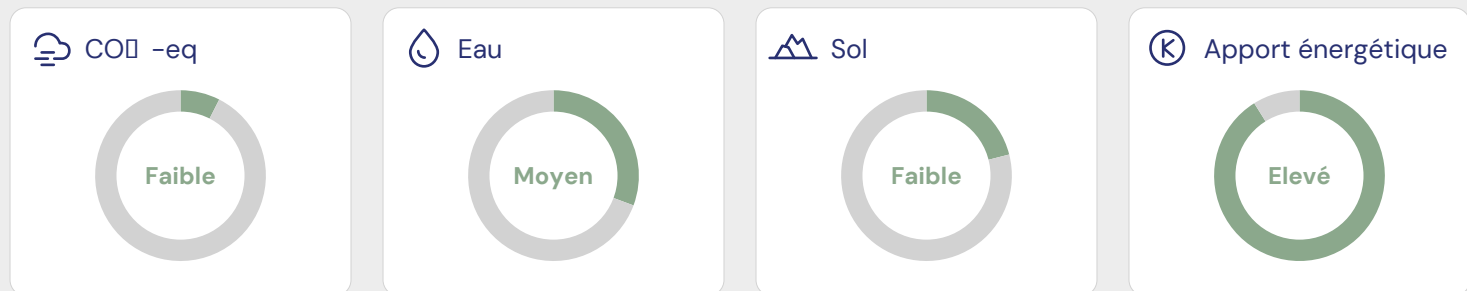 CO▯ -eq
Faible
Eau
Moyen
Sol
Faible
Apport énergétique
Elevé